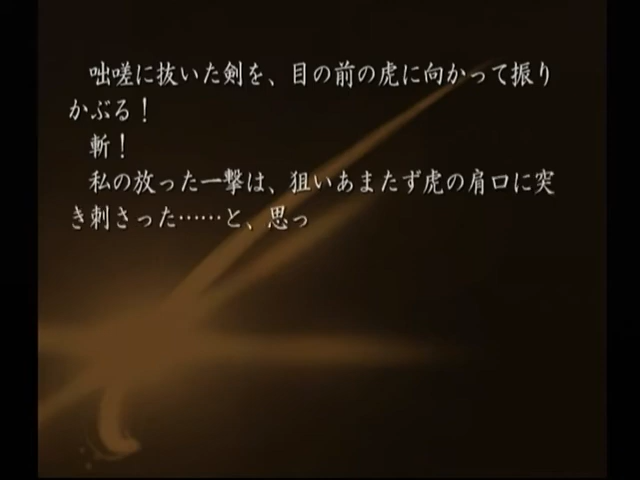 咄嗟に抜いた剣を、目の前の虎に向かって振り
かぶる！
斬！
私の放った一撃は、狙いあまたず虎の肩口に突
き刺さった……と、思っ